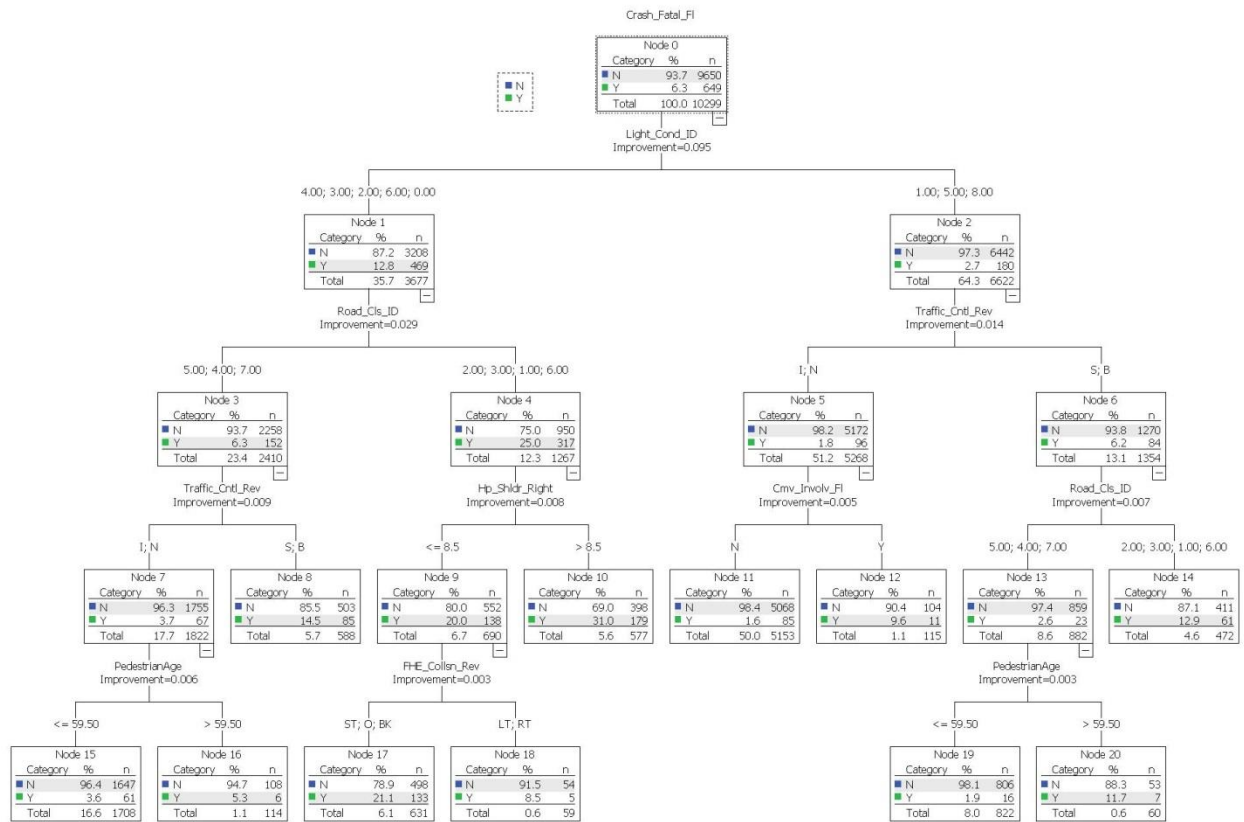 Crash_Fatal_Fl
Node 0
Category % n
N 93.7 9650
Y 6.3 649
Total 100.0 10299
N
Y
Light_Cond_ID
Improvement=0.095
4.00; 3.00; 2.00; 6.00; 0.00
1.00; 5.00; 8.00
Node 1
Category % n
N 87.2 3208
Y 12.8 469
Total 35.7 3677
Node 2
Category % n
N 97.3 6442
Y 2.7 180
Total 64.3 6622
Road_Cls_ID
Improvement=0.029
Traffic_Cntl_Rev
Improvement=0.014
5.00; 4.00; 7.00
2.00; 3.00; 1.00; 6.00
I; N
S; B
Node 3
Category % n
N 93.7 2258
Y 6.3 152
Total 23.4 2410
Node 4
Category % n
N 75.0 950
Y 25.0 317
Total 12.3 1267
Node 5
Category % n
N 98.2 5172
Y 1.8 96
Total 51.2 5268
Node 6
Category % n
N 93.8 1270
Y 6.2 84
Total 13.1 1354
Traffic_Cntl_Rev
Improvement=0.009
Hp_Shldr_Right
Improvement=0.008
Cmv_Involv_Fl
Improvement=0.005
Road_Cls_ID
Improvement=0.007
I; N
S; B
<= 8.5
> 8.5
N
Y
5.00; 4.00; 7.00
2.00; 3.00; 1.00; 6.00
Node 7
Category % n
N 96.3 1755
Y 3.7 67
Total 17.7 1822
Node 8
Category % n
N 85.5 503
Y 14.5 85
Total 5.7 588
Node 9
Category % n
N 80.0 552
Y 20.0 138
Total 6.7 690
Node 10
Category % n
N 69.0 398
Y 31.0 179
Total 5.6 577
Node 11
Category % n
N 98.4 5068
Y 1.6 85
Total 50.0 5153
Node 12
Category % n
N 90.4 104
Y 9.6 11
Total 1.1 115
Node 13
Category % n
N 97.4 859
Y 2.6 23
Total 8.6 882
Node 14
Category % n
N 87.1 411
Y 12.9 61
Total 4.6 472
PedestrianAge
Improvement=0.006
FHE_Collsn_Rev
Improvement=0.003
PedestrianAge
Improvement=0.003
<= 59.50
> 59.50
ST; O; BK
LT; RT
<= 59.50
> 59.50
Node 15
Category % n
N 96.4 1647
Y 3.6 61
Total 16.6 1708
Node 16
Category % n
N 94.7 108
Y 5.3 6
Total 1.1 114
Node 17
Category % n
N 78.9 498
Y 21.1 133
Total 6.1 631
Node 18
Category % n
N 91.5 54
Y 8.5 5
Total 0.6 59
Node 19
Category % n
N 98.1 806
Y 1.9 16
Total 8.0 822
Node 20
Category % n
N 88.3 53
Y 11.7 7
Total 0.6 60